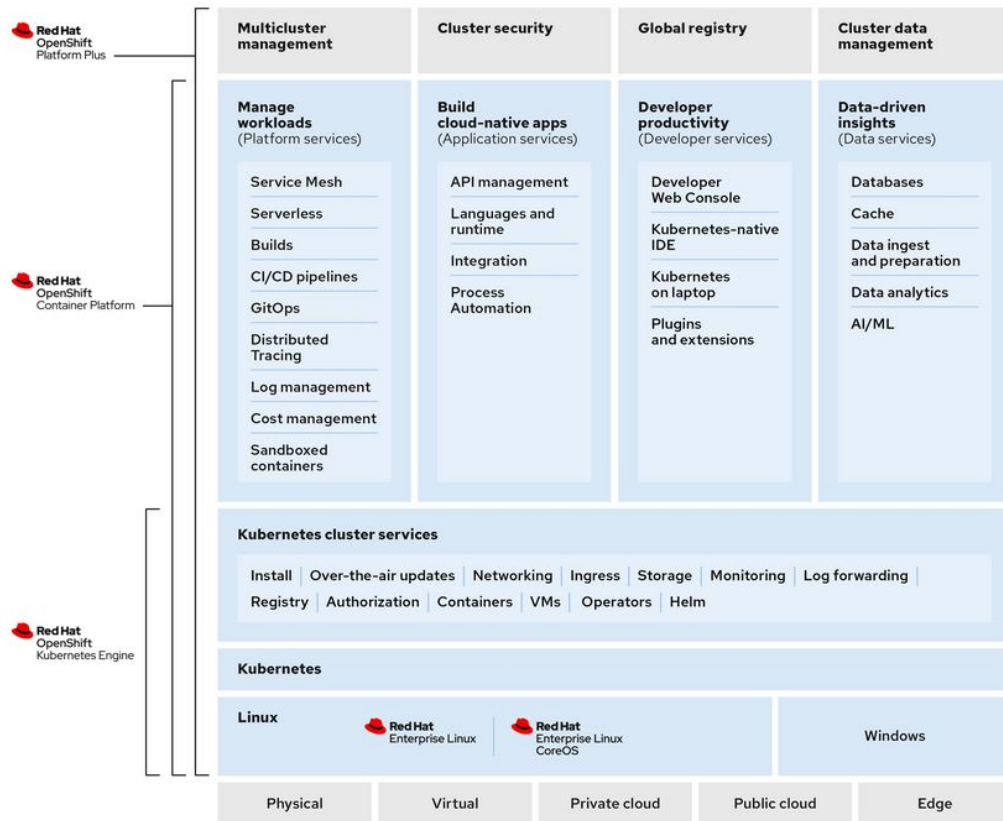 Red Hat
OpenShift
Platform Plus
Multicluster
management
Cluster security
Global registry
Cluster data
management
Red Hat
OpenShift
Container Platform
Manage
workloads
(Platform services)
Service Mesh
Serverless
Builds
CI/CD pipelines
GitOps
Distributed
Tracing
Log management
Cost management
Sandboxed
containers
Build
cloud-native apps
(Application services)
API management
Languages and
runtime
Integration
Process
Automation
Developer
productivity
(Developer services)
Developer
Web Console
Kubernetes-native
IDE
Kubernetes
on laptop
Plugins
and extensions
Data-driven
insights
(Data services)
Databases
Cache
Data ingest
and preparation
Data analytics
AI/ML
Red Hat
OpenShift
Kubernetes Engine
Kubernetes cluster services
Install | Over-the-air updates | Networking | Ingress | Storage | Monitoring | Log forwarding |
Registry | Authorization | Containers | VMs | Operators | Helm
Kubernetes
Linux
Red Hat
Enterprise Linux
Red Hat
Enterprise Linux
CoreOS
Windows
Physical
Virtual
Private cloud
Public cloud
Edge